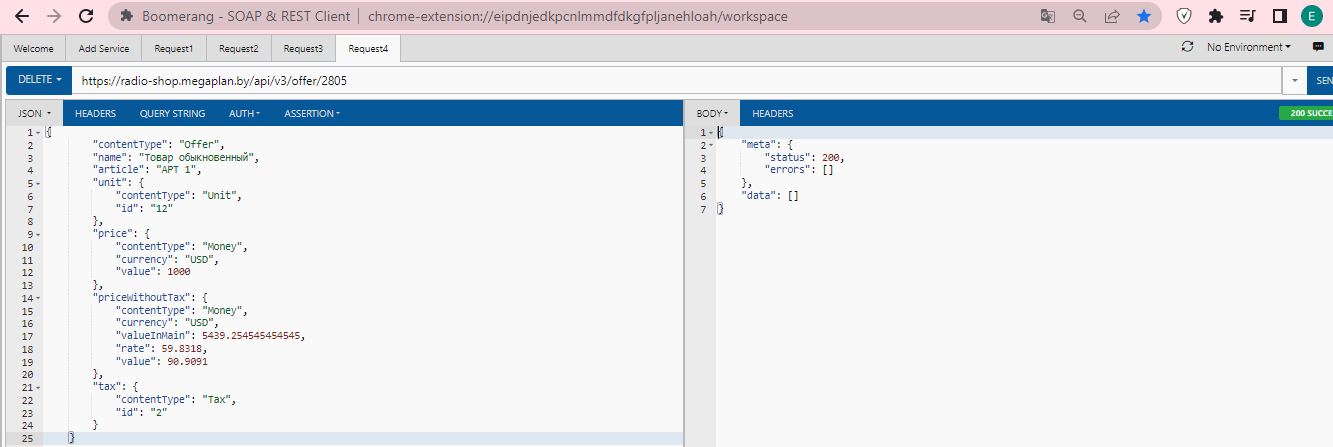 Boomerang - SOAP & REST Client | chrome-extension://eipdnjedkpcnlmmdfdkgfpljanehloah/workspace
E
Welcome Add Service Request1 Request2 Request3 Request4 No Environment
DELETE https://radio-shop.megaplan.by/api/v3/offer/2805 SEN
JSON HEADERS QUERY STRING AUTH ASSERTION
1 {
2 "contentType": "Offer",
3 "name": "Товар обыкновенный",
4 "article": "АРТ 1",
5 "unit": {
6 "contentType": "Unit",
7 "id": "12"
8 },
9 "price": {
10 "contentType": "Money",
11 "currency": "USD",
12 "value": 1000
13 },
14 "priceWithoutTax": {
15 "contentType": "Money",
16 "currency": "USD",
17 "valueInMain": 5439.254545454545,
18 "rate": 59.8318,
19 "value": 90.9091
20 },
21 "tax": {
22 "contentType": "Tax",
23 "id": "2"
24 }
25 }
BODY HEADERS 200 SUCCE
1 {
2 "meta": {
3 "status": 200,
4 "errors": []
5 },
6 "data": []
7 }